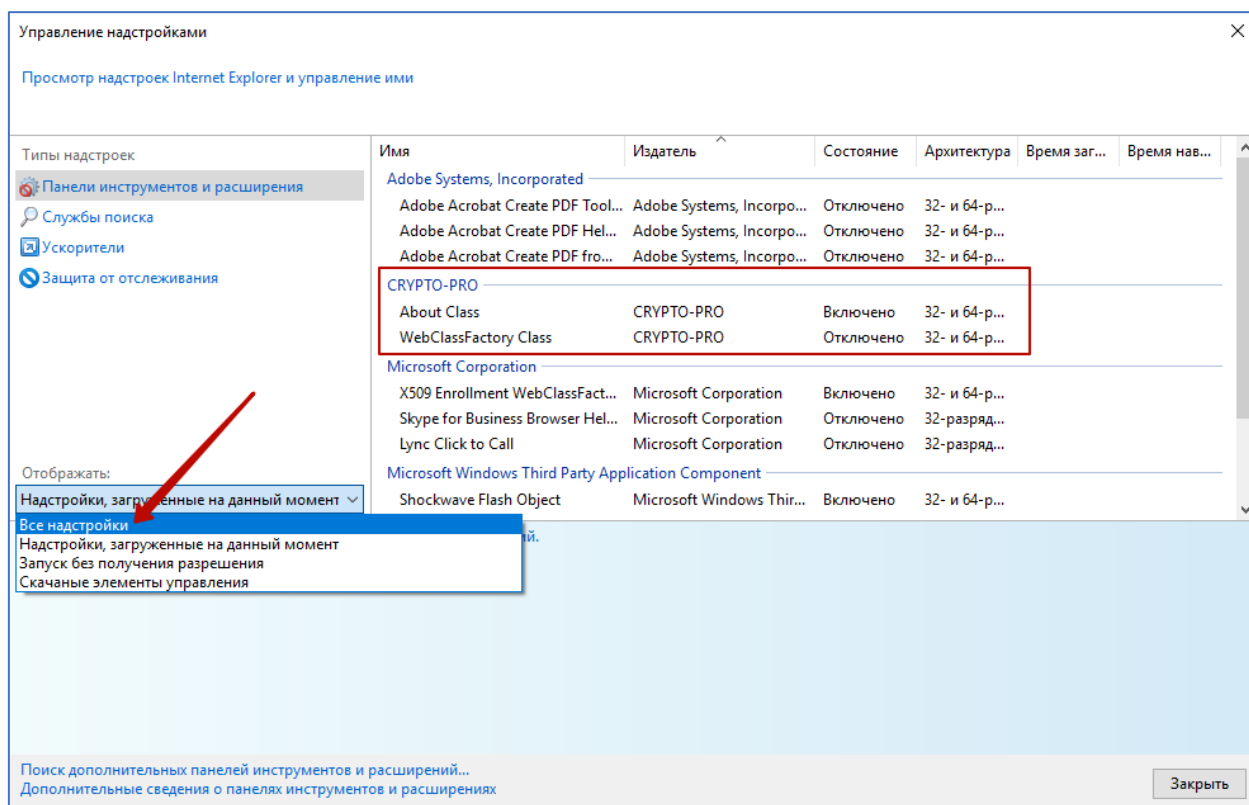 Управление надстройками
Просмотр надстроек Internet Explorer и управление ими
Типы надстроек
Панели инструментов и расширения
Службы поиска
Ускорители
Защита от отслеживания
Отображать:
Надстройки, загруженные на данный момент
Все надстройки
Надстройки, загруженные на данный момент
Запуск без получения разрешения
Скачаные элементы управления
Имя Издатель Состояние Архитектура Время заг... Время нав...
Adobe Systems, Incorporated
Adobe Acrobat Create PDF Tool... Adobe Systems, Incorpo... Отключено 32- и 64-р...
Adobe Acrobat Create PDF Hel... Adobe Systems, Incorpo... Отключено 32- и 64-р...
Adobe Acrobat Create PDF fro... Adobe Systems, Incorpo... Отключено 32- и 64-р...
CRYPTO-PRO
About Class CRYPTO-PRO Включено 32- и 64-р...
WebClassFactory Class CRYPTO-PRO Отключено 32- и 64-р...
Microsoft Corporation
X509 Enrollment WebClassFact... Microsoft Corporation Включено 32- и 64-р...
Skype for Business Browser Hel... Microsoft Corporation Отключено 32-разряд...
Lync Click to Call Microsoft Corporation Отключено 32-разряд...
Microsoft Windows Third Party Application Component
Shockwave Flash Object Microsoft Windows Thir... Включено 32- и 64-р...
Поиск дополнительных панелей инструментов и расширений...
Дополнительные сведения о панелях инструментов и расширениях
Закрыть